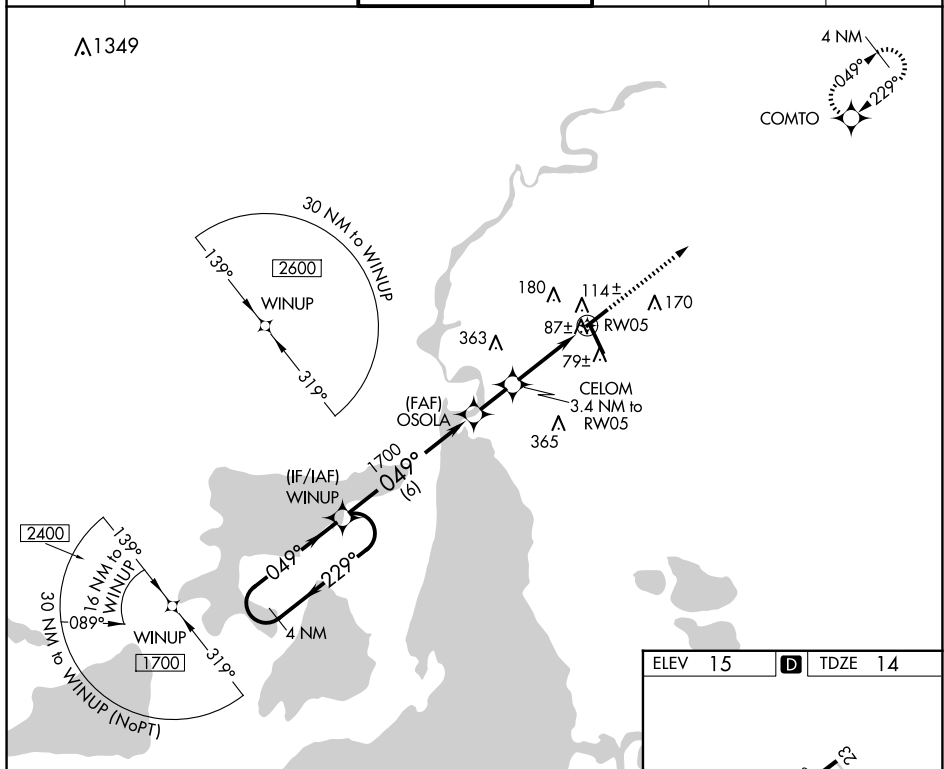 1349
4 NM
049°
229°
COMTO
30 NM to WINUP
139°
2600
WINUP
319°
180
114±
170
87±
RW05
363
79±
CELOM
3.4 NM to
RW05
(FAF)
OSOLA
365
1700
049°
(6)
(IF/IAF)
WINUP
049°
229°
4 NM
2400
139°
16 NM to
WINUP
089°
30 NM to WINUP (NoPT)
WINUP
1700
319°
ELEV 15 D TDZE 14
23